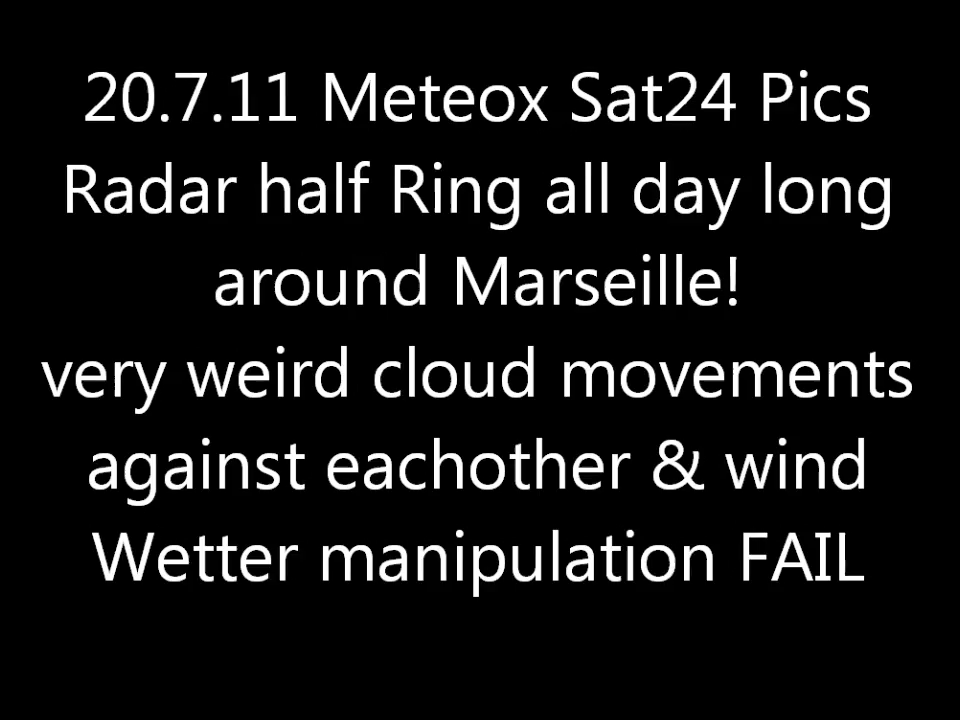 20.7.11 Meteox Sat24 Pics
Radar half Ring all day long
around Marseille!
very weird cloud movements
against eachother & wind
Wetter manipulation FAIL